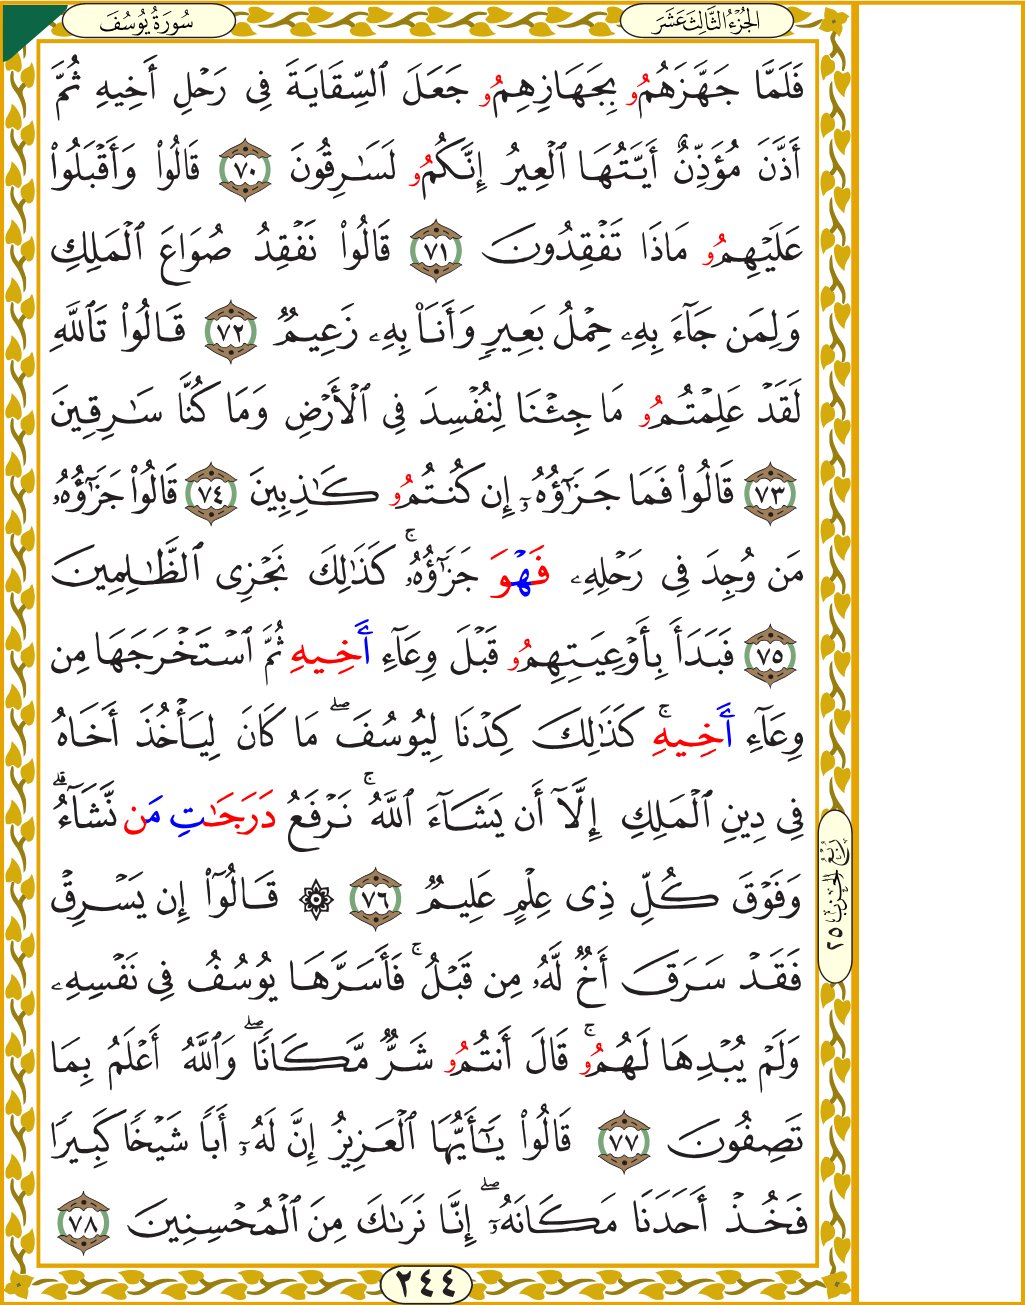 سُورَةُ يُوسُفَ
الجُزْءُ الثَّالِثَ عَشَرَ
فَلَمَّا جَهَّزَهُمُۥ بِجَهَازِهِمُۥ جَعَلَ ٱلسِّقَايَةَ فِى رَحْلِ أَخِيهِ ثُمَّ
أَذَّنَ مُؤَذِّنٌ أَيَّتُهَا ٱلْعِيرُ إِنَّكُمُۥ لَسَـٰرِقُونَ ٧٠ قَالُوا۟ وَأَقْبَلُوا۟
عَلَيْهِمُۥ مَاذَا تَفْقِدُونَ ٧١ قَالُوا۟ نَفْقِدُ صُوَاعَ ٱلْمَلِكِ
وَلِمَن جَآءَ بِهِۦ حِمْلُ بَعِيرٍ وَأَنَا۠ بِهِۦ زَعِيمٌ ٧٢ قَالُوا۟ تَٱللَّهِ
لَقَدْ عَلِمْتُمُۥ مَا جِئْنَا لِنُفْسِدَ فِى ٱلْأَرْضِ وَمَا كُنَّا سَـٰرِقِينَ
٧٣ قَالُوا۟ فَمَا جَزَٰٓؤُهُۥٓ إِن كُنتُمُۥ كَـٰذِبِينَ ٧٤ قَالُوا۟ جَزَٰٓؤُهُۥ
مَن وُجِدَ فِى رَحْلِهِۦ فَهْوَ جَزَٰٓؤُهُۥ ۚ كَذَٰلِكَ نَجْزِى ٱلظَّـٰلِمِينَ
٧٥ فَبَدَأَ بِأَوْعِيَتِهِمُۥ قَبْلَ وِعَآءِ أَخِيهِ ثُمَّ ٱسْتَخْرَجَهَا مِن
وِعَآءِ أَخِيهِ ۚ كَذَٰلِكَ كِدْنَا لِيُوسُفَ ۖ مَا كَانَ لِيَأْخُذَ أَخَاهُ
فِى دِينِ ٱلْمَلِكِ إِلَّآ أَن يَشَآءَ ٱللَّهُ ۚ نَرْفَعُ دَرَجَـٰتِ مَن نَّشَآءُ ۗ
وَفَوْقَ كُلِّ ذِى عِلْمٍ عَلِيمٌ ٧٦ ۞ قَالُوٓا۟ إِن يَسْرِقْ
فَقَدْ سَرَقَ أَخٌ لَّهُۥ مِن قَبْلُ ۚ فَأَسَرَّهَا يُوسُفُ فِى نَفْسِهِۦ
وَلَمْ يُبْدِهَا لَهُمُۥ ۚ قَالَ أَنتُمُۥ شَرٌّ مَّكَانًا ۖ وَٱللَّهُ أَعْلَمُ بِمَا
تَصِفُونَ ٧٧ قَالُوا۟ يَـٰٓأَيُّهَا ٱلْعَزِيزُ إِنَّ لَهُۥٓ أَبًا شَيْخًا كَبِيرًا
فَخُذْ أَحَدَنَا مَكَانَهُۥٓ ۖ إِنَّا نَرَىٰكَ مِنَ ٱلْمُحْسِنِينَ ٧٨
رُبُعُ الحِزْبِ ٢٥
٢٤٤